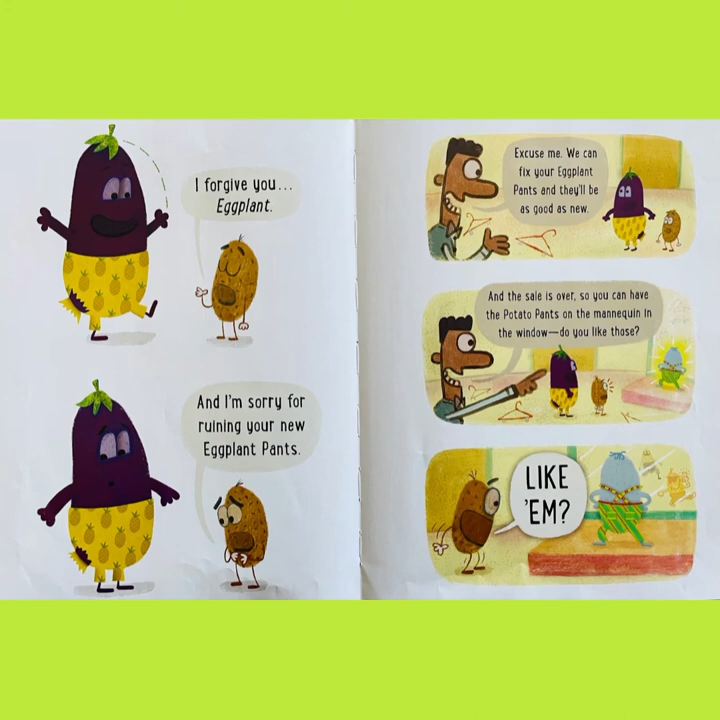 I forgive you...
Eggplant.
And I'm sorry for
ruining your new
Eggplant Pants.
Excuse me. We can
fix your Eggplant
Pants and they'll be
as good as new.
And the sale is over, so you can have
the Potato Pants on the mannequin in
the window—do you like those?
LIKE
'EM?